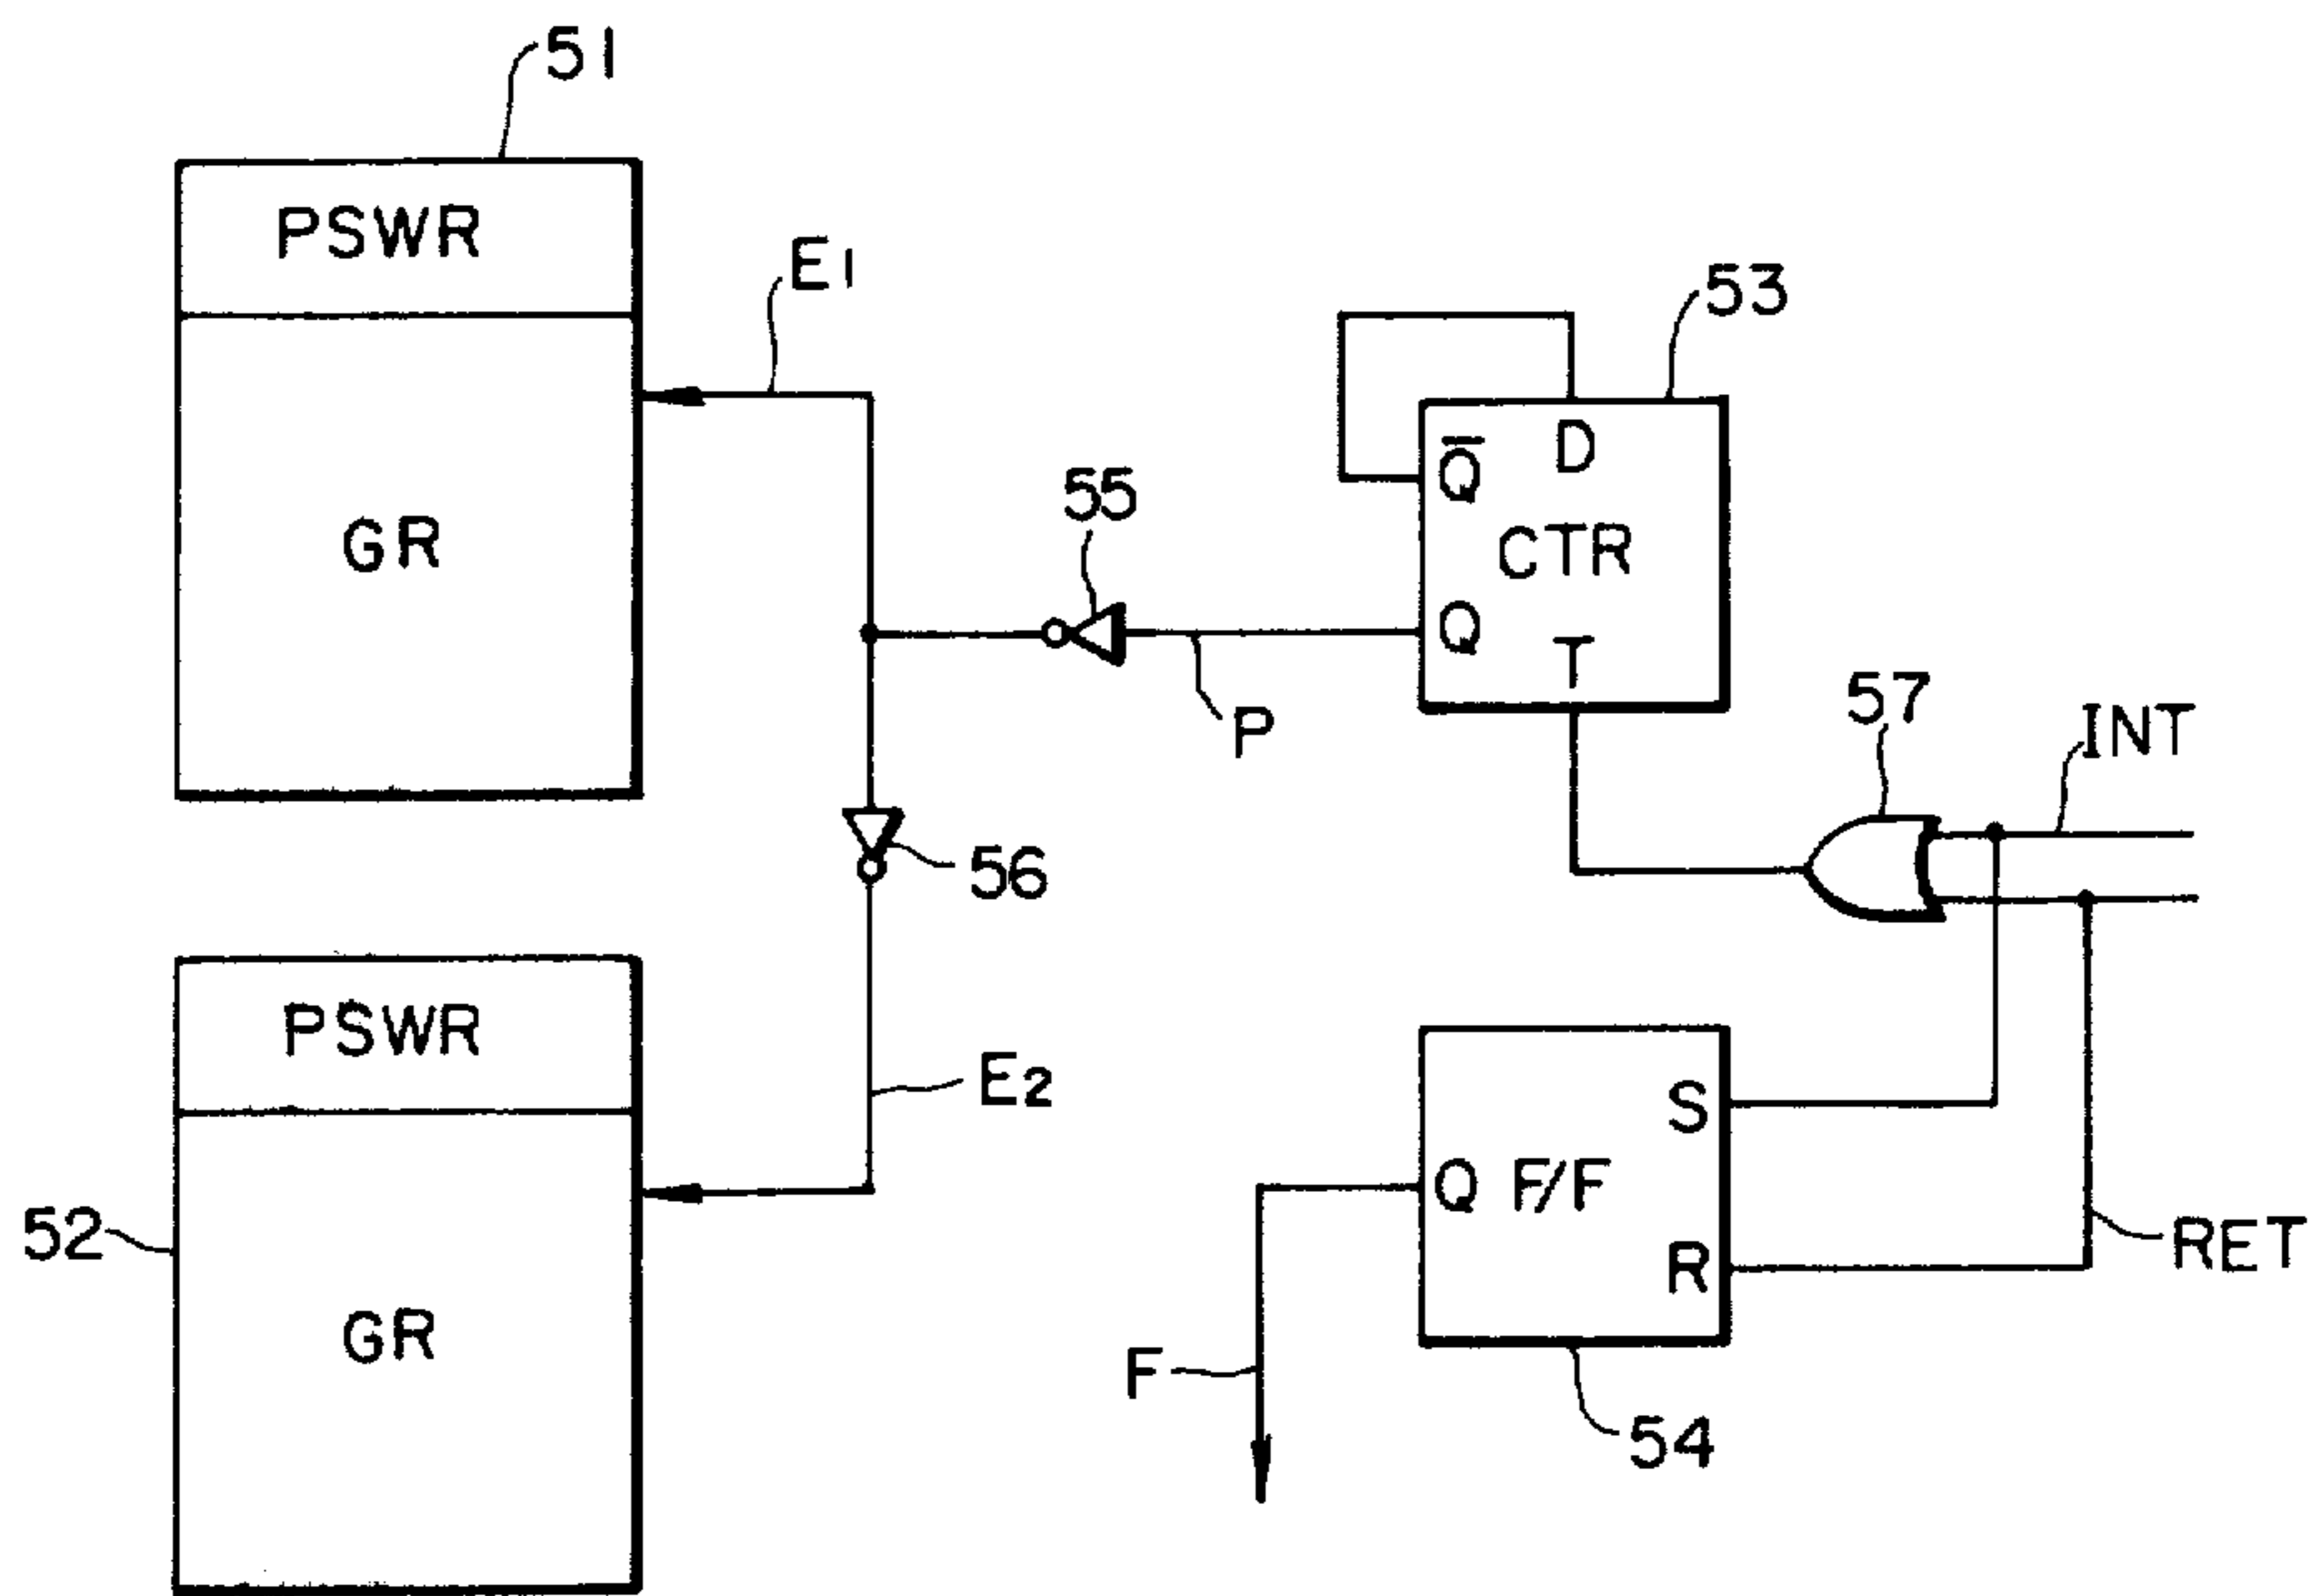 51
PSWR
E1
53
D
Q̅
55
GR
CTR
Q
T
57
P
INT
56
PSWR
E2
S
Q F/F
52
RET
R
GR
F
54